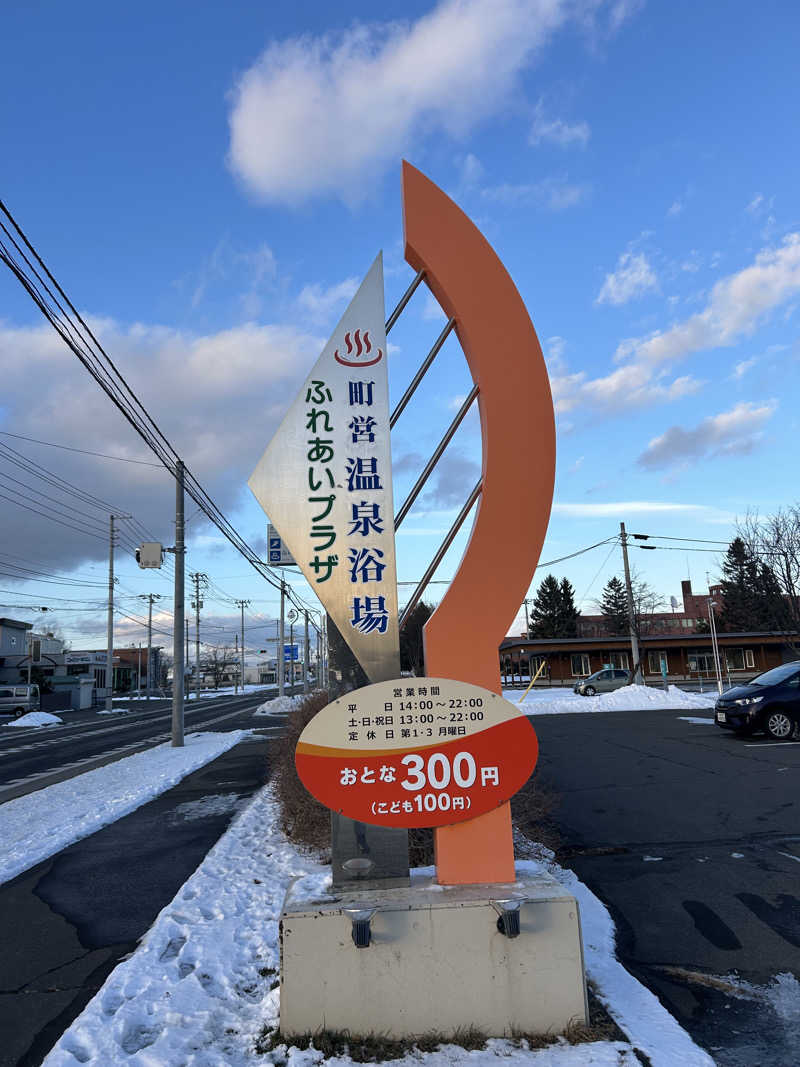 町営温泉浴場
ふれあいプラザ
営業時間
平日 14:00～22:00
土・日・祝日 13:00～22:00
定休日 第1・3 月曜日
おとな300円
（こども100円）